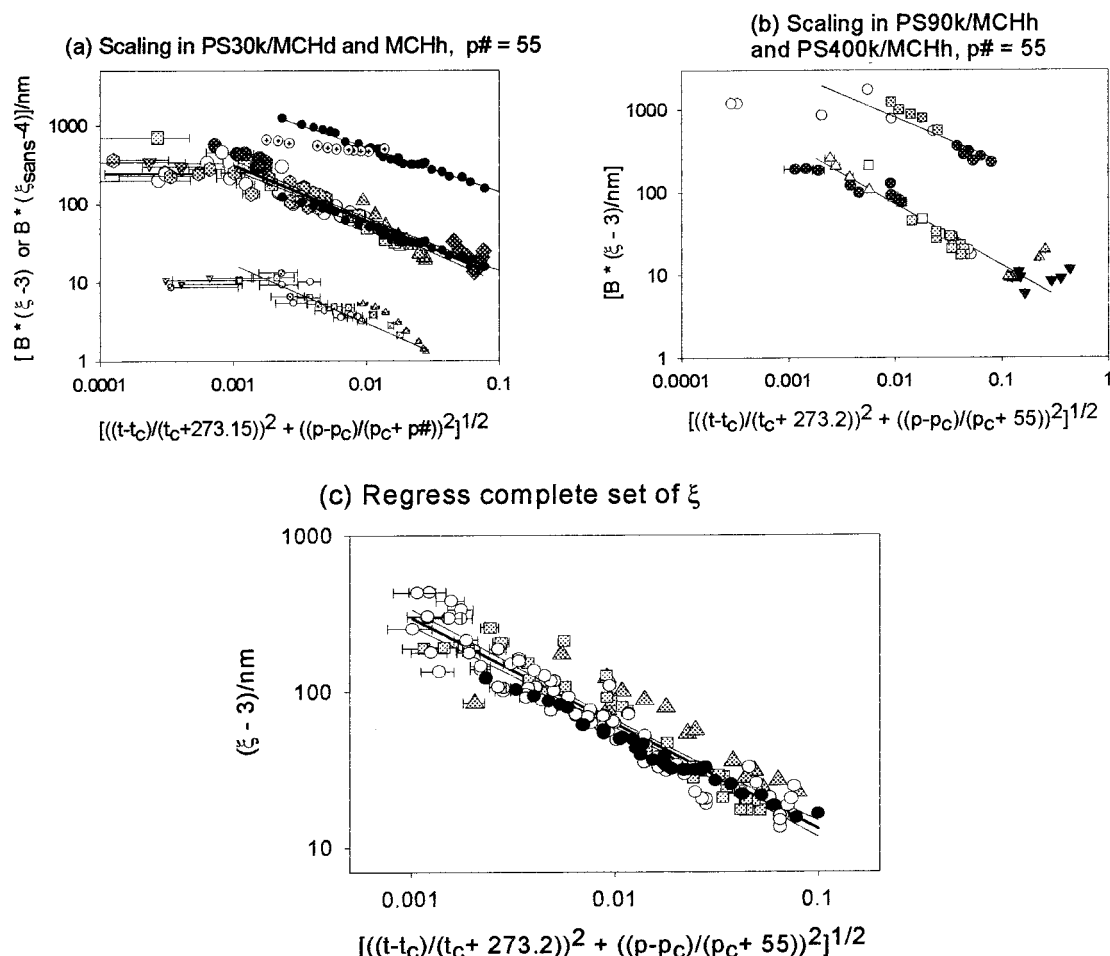 (a) Scaling in PS30k/MCHd and MCHh, p# = 55
[ B * (ξ -3) or B * (ξsans-4)]/nm
1000
100
10
1
0.0001
0.001
0.01
0.1
[((t-tc)/(tc+273.15))² + ((p-pc)/(pc+ p#))²]1/2
(b) Scaling in PS90k/MCHh
and PS400k/MCHh, p# = 55
[B * (ξ - 3)/nm]
1000
100
10
1
0.0001
0.001
0.01
0.1
1
[((t-tc)/(tc+ 273.2))² + ((p-pc)/(pc+ 55))²]1/2
(c) Regress complete set of ξ
(ξ - 3)/nm
1000
100
10
0.001
0.01
0.1
[((t-tc)/(tc+ 273.2))² + ((p-pc)/(pc+ 55))²]1/2